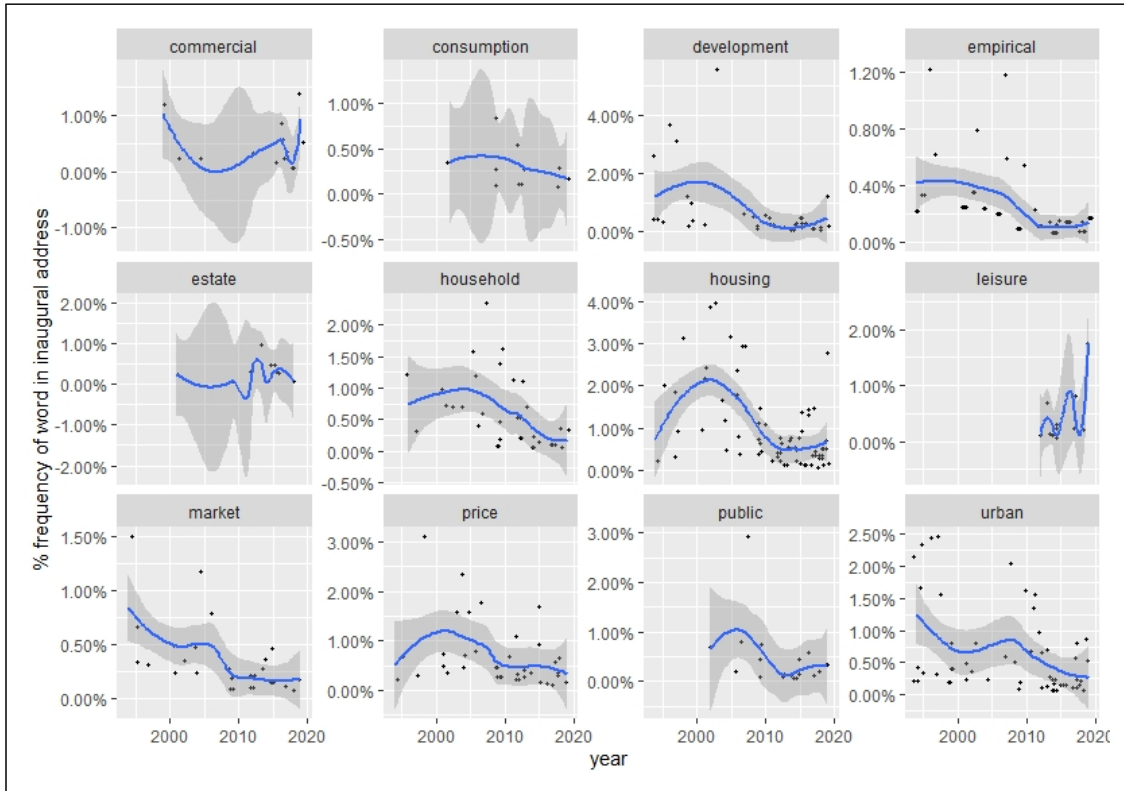 commercial consumption development empirical
1.00% 1.00% 4.00% 1.20%
0.00% 0.50% 2.00% 0.80%
-1.00% 0.00% 0.00% 0.40%
-0.50% 0.00%
estate household housing leisure
2.00% 2.00% 4.00% 2.00%
1.00% 1.50% 3.00% 1.00%
0.00% 1.00% 2.00% 0.00%
-1.00% 0.50% 1.00%
-2.00% 0.00% 0.00%
-0.50%
market price public urban
1.50% 3.00% 3.00% 2.50%
1.00% 2.00% 2.00% 2.00%
0.50% 1.00% 1.00% 1.50%
0.00% 0.00% 0.00% 1.00%
0.50%
0.00%
2000 2010 2020 2000 2010 2020 2000 2010 2020 2000 2010 202
year
% frequency of word in inaugural address